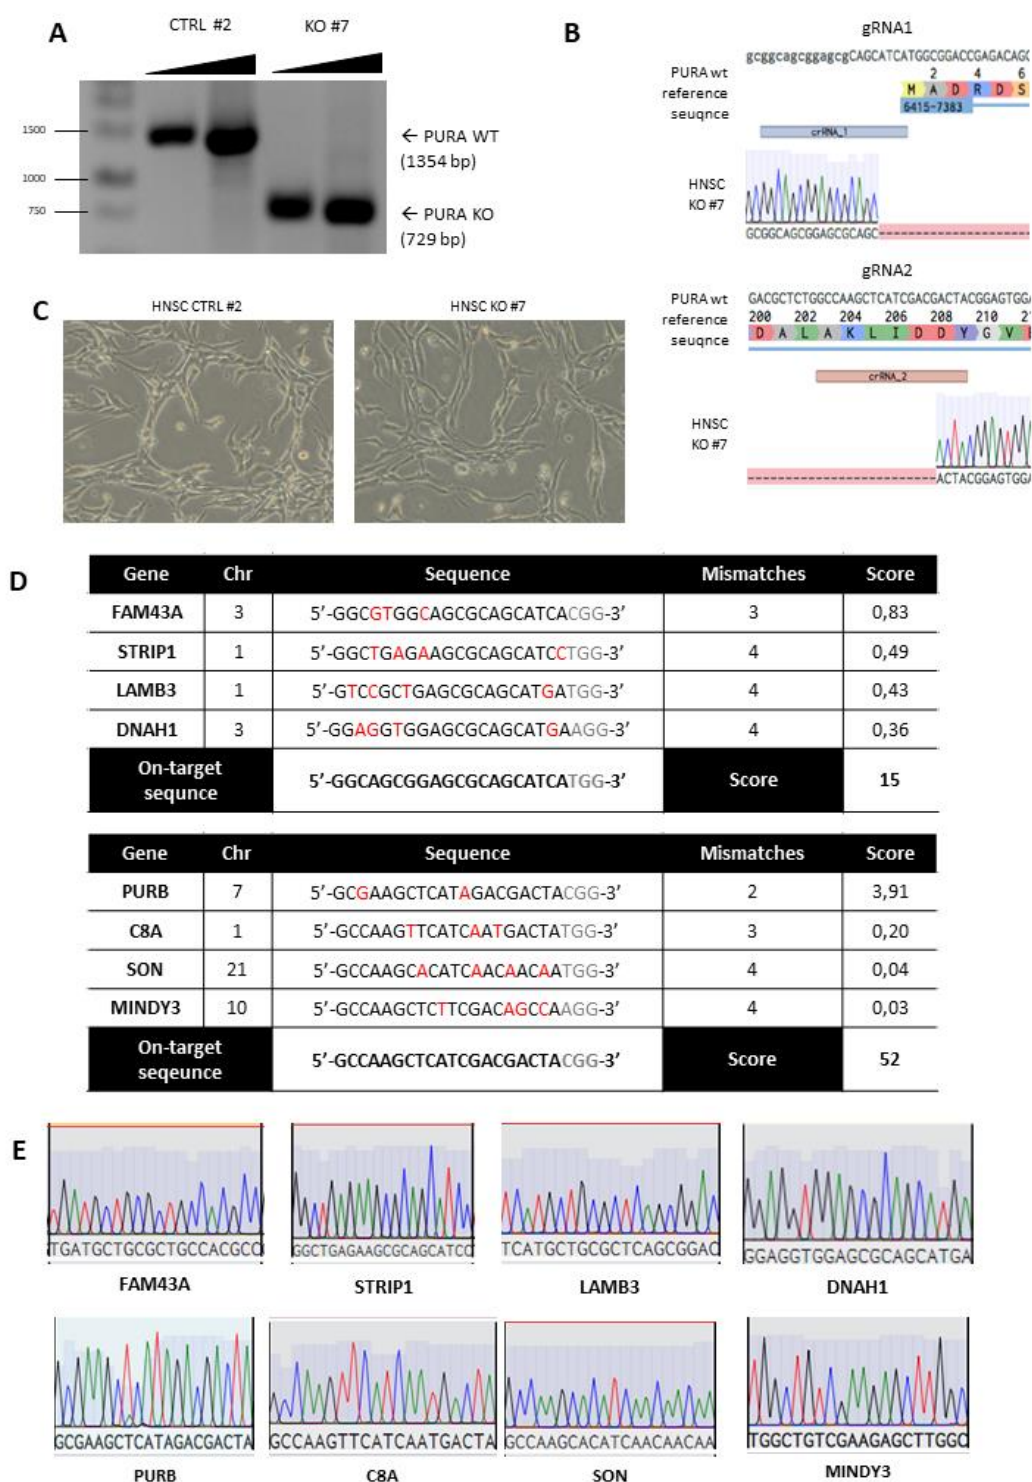 A
CTRL #2
KO #7
1500
1000
750
← PURA WT
(1354 bp)
← PURA KO
(729 bp)
B
gRNA1
gcggcagcggagcgCAGCATCATGGCGGACCGAGACAGC
PURA wt
reference
seuqnce
2 4 6
M A D R D S
6415-7383
crRNA_1
HNSC
KO #7
GCGGCAGCGGAGCGCAGC
gRNA2
PURA wt
reference
seuqnce
GACGCTCTGGCCAAGCTCATCGACGACTACGGAGTGGA
200 202 204 206 208 210 21
D A L A K L I D D Y G V
crRNA_2
HNSC
KO #7
ACTACGGAGTGGA
C
HNSC CTRL #2
HNSC KO #7
D
Gene Chr Sequence Mismatches Score
FAM43A 3 5’-GGCGTGGCAGCGCAGCATCACGG-3’ 3 0,83
STRIP1 1 5’-GGCTGAGAAGCGCAGCATCCTGG-3’ 4 0,49
LAMB3 1 5’-GTCCGCTGAGCGCAGCATGATGG-3’ 4 0,43
DNAH1 3 5’-GGAGGTGGAGCGCAGCATGAAGG-3’ 4 0,36
On-target
sequnce
5’-GGCAGCGGAGCGCAGCATCATGG-3’ Score 15
Gene Chr Sequence Mismatches Score
PURB 7 5’-GCGAAGCTCATAGACGACTACGG-3’ 2 3,91
C8A 1 5’-GCCAAGTTCATCAATGACTATGG-3’ 3 0,20
SON 21 5’-GCCAAGCACATCAACAACAATGG-3’ 4 0,04
MINDY3 10 5’-GCCAAGCTCTTCGACAGCCAAGG-3’ 4 0,03
On-target
seqeunce
5’-GCCAAGCTCATCGACGACTACGG-3’ Score 52
E
TGATGCTGCGCTGCCACGCC
FAM43A
GGCTGAGAAGCGCAGCATCC
STRIP1
TCATGCTGCGCTCAGCGGAC
LAMB3
GGAGGTGGAGCGCAGCATGA
DNAH1
GCGAAGCTCATAGACGACTA
PURB
GCCAAGTTCATCAATGACTA
C8A
GCCAAGCACATCAACAACAA
SON
TGGCTGTCGAAGAGCTTGGC
MINDY3